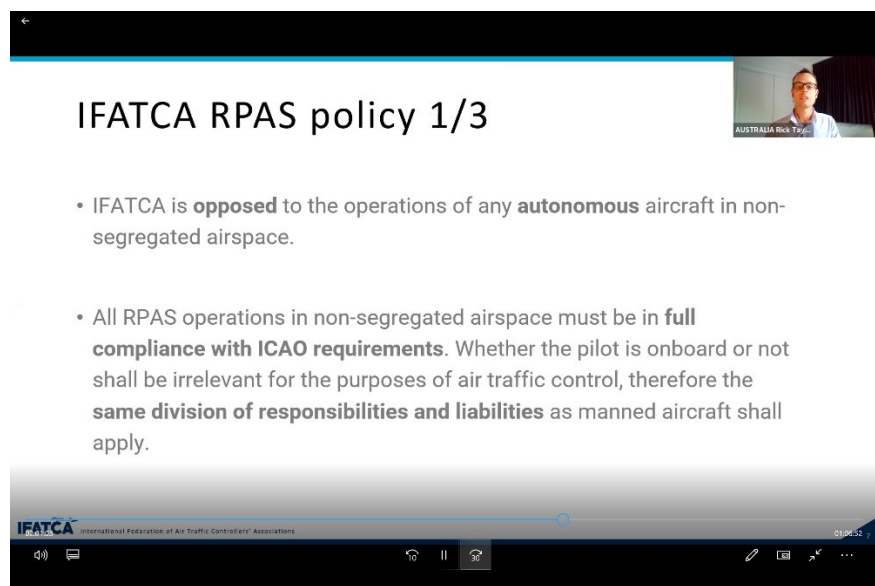 AUSTRALIA Rick Tay...
IFATCA RPAS policy 1/3
• IFATCA is opposed to the operations of any autonomous aircraft in non-
segregated airspace.
• All RPAS operations in non-segregated airspace must be in full
compliance with ICAO requirements. Whether the pilot is onboard or not
shall be irrelevant for the purposes of air traffic control, therefore the
same division of responsibilities and liabilities as manned aircraft shall
apply.
IFATCA International Federation of Air Traffic Controllers' Associations
01:06:52
7
10
30